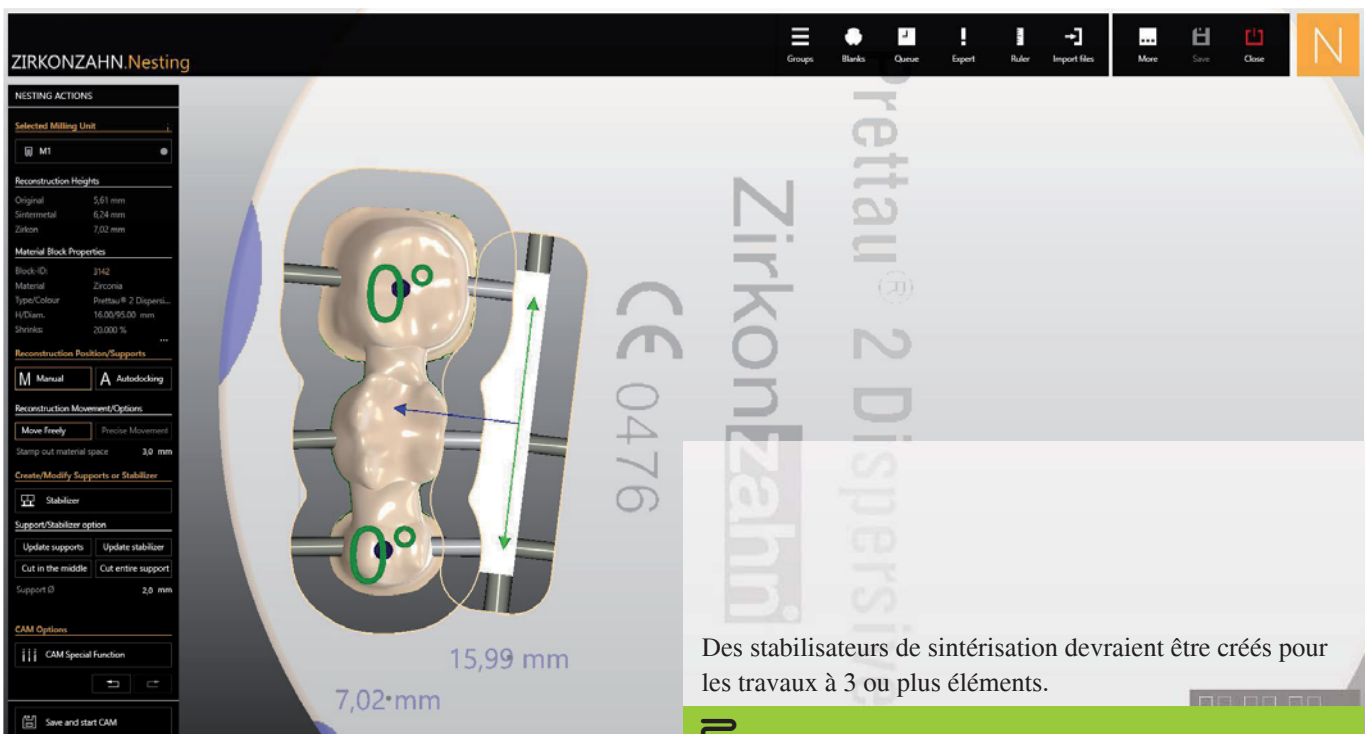 ZIRKONZAHN.Nesting
Groups Blanks Queue Expert Ruler Import files More Save Close N
NESTING ACTIONS
Selected Milling Unit
M1
Reconstruction Heights
Original 5,61 mm
Sintermetal 6,24 mm
Zirkon 7,02 mm
Material Block Properties
Block-ID: 3142
Material Zirconia
Type/Colour Prettau® 2 Dispersi...
H/Diam. 16.00/95.00 mm
Shrinks: 20.000 %
...
Reconstruction Position/Supports
M Manual A Autodocking
Reconstruction Movement/Options
Move Freely Precise Movement
Stamp out material space 3,0 mm
Create/Modify Supports or Stabilizer
Stabilizer
Support/Stabilizer option
Update supports Update stabilizer
Cut in the middle Cut entire support
Support Ø 2,0 mm
CAM Options
CAM Special Function
Save and start CAM
0°
0°
15,99 mm
7,02 mm
CE 0476
Zirkonzahn®
Prettau® 2 Dispersive
Des stabilisateurs de sintérisation devraient être créés pour
les travaux à 3 ou plus éléments.